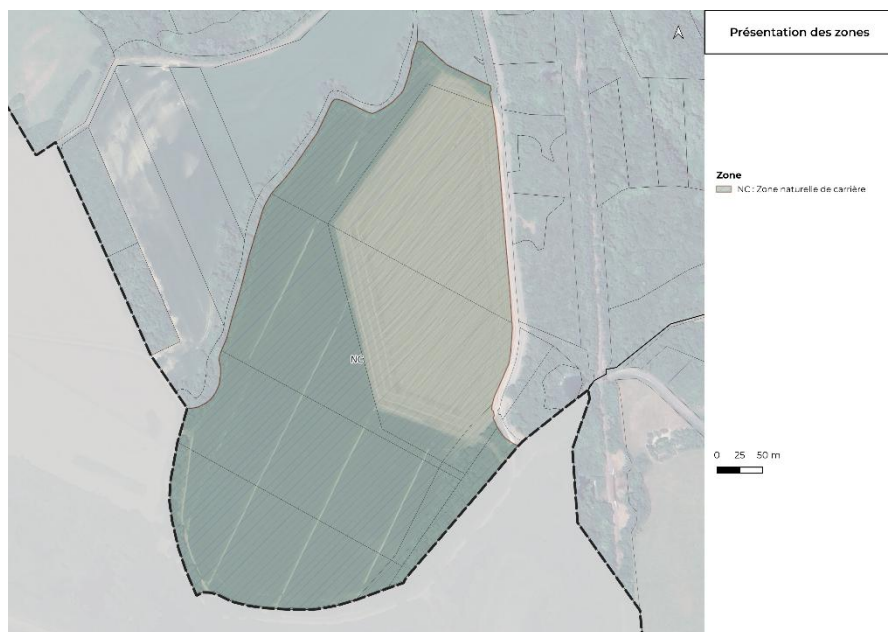 Présentation des zones
Zone
NC : Zone naturelle de carrière
NC
0 25 50 m